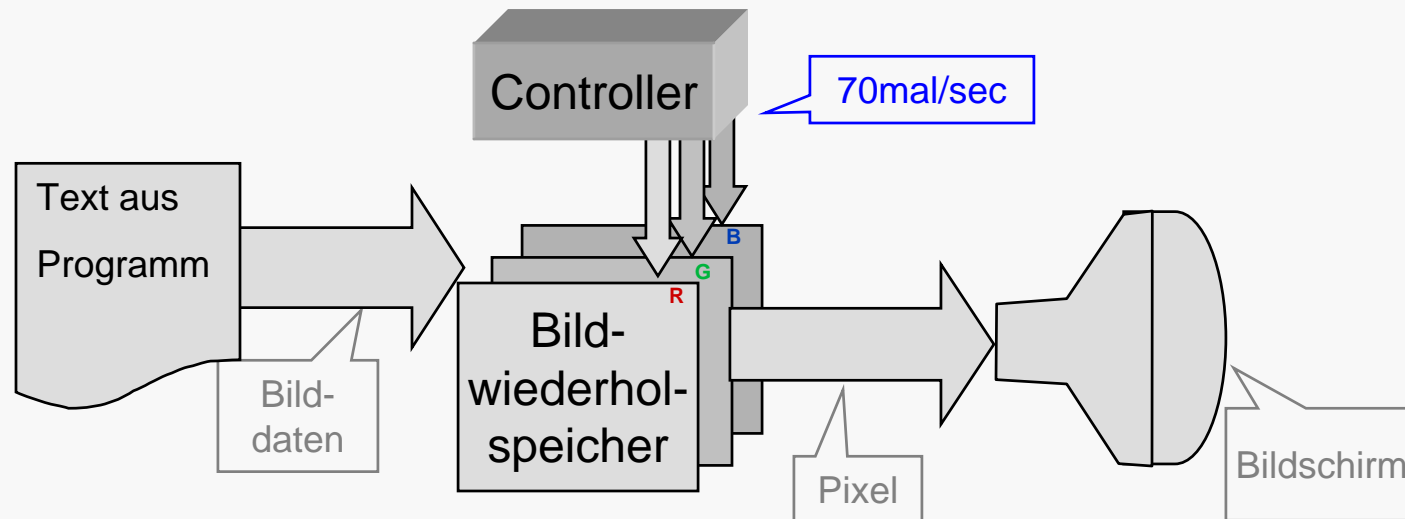 Controller
70mal/sec
Text aus
Programm
B
G
R
Bild-
wiederhol-
speicher
Bild-
daten
Pixel
Bildschirm